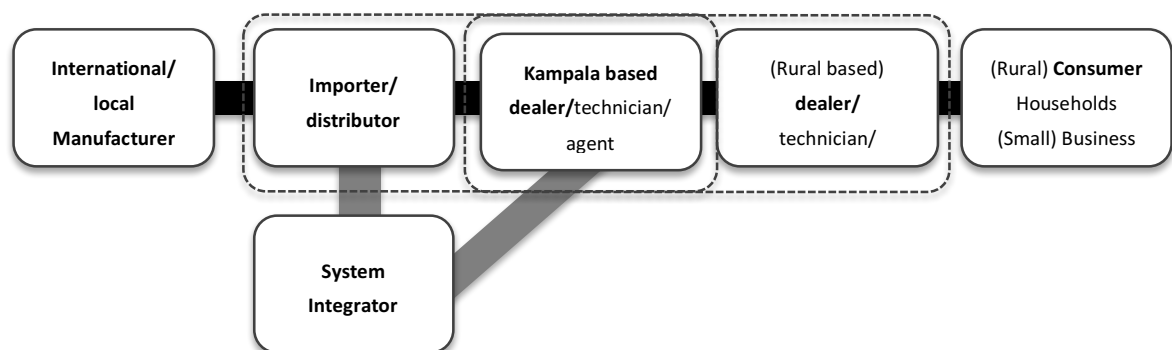 International/
local
Manufacturer
Importer/
distributor
Kampala based
dealer/technician/
agent
(Rural based)
dealer/
technician/
(Rural) Consumer
Households
(Small) Business
System
Integrator